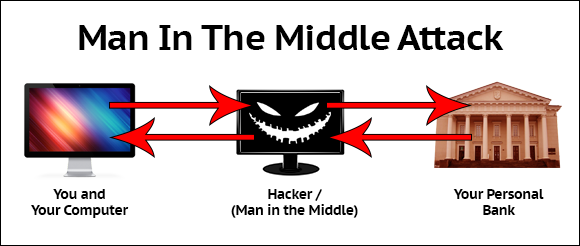 Man In The Middle Attack
You and
Your Computer
Hacker /
(Man in the Middle)
Your Personal
Bank